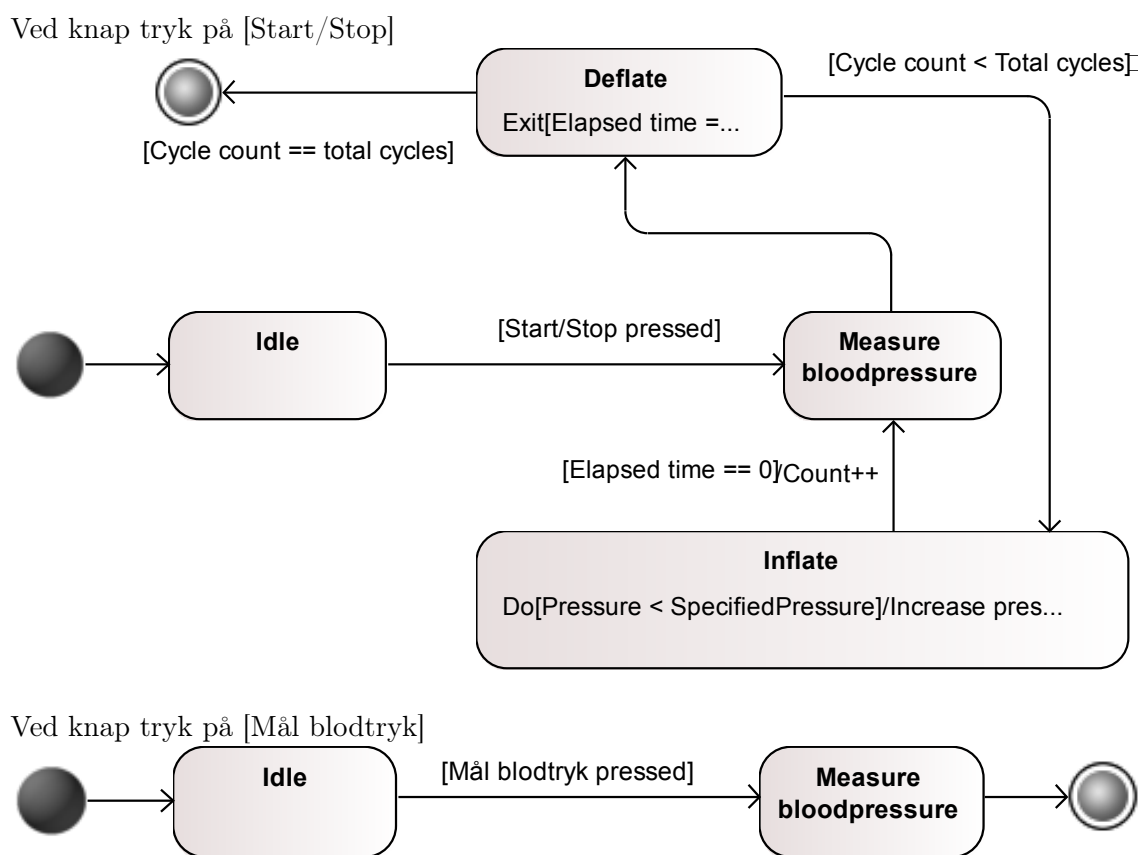 Ved knap tryk på [Start/Stop]
Deflate
Exit[Elapsed time =...
[Cycle count < Total cycles]
[Cycle count == total cycles]
Idle
[Start/Stop pressed]
Measure
bloodpressure
[Elapsed time == 0]/Count++
Inflate
Do[Pressure < SpecifiedPressure]/Increase pres...
Ved knap tryk på [Mål blodtryk]
Idle
[Mål blodtryk pressed]
Measure
bloodpressure